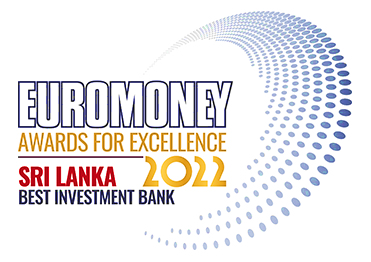 EUROMONEY
AWARDS FOR EXCELLENCE
SRI LANKA 2022
BEST INVESTMENT BANK